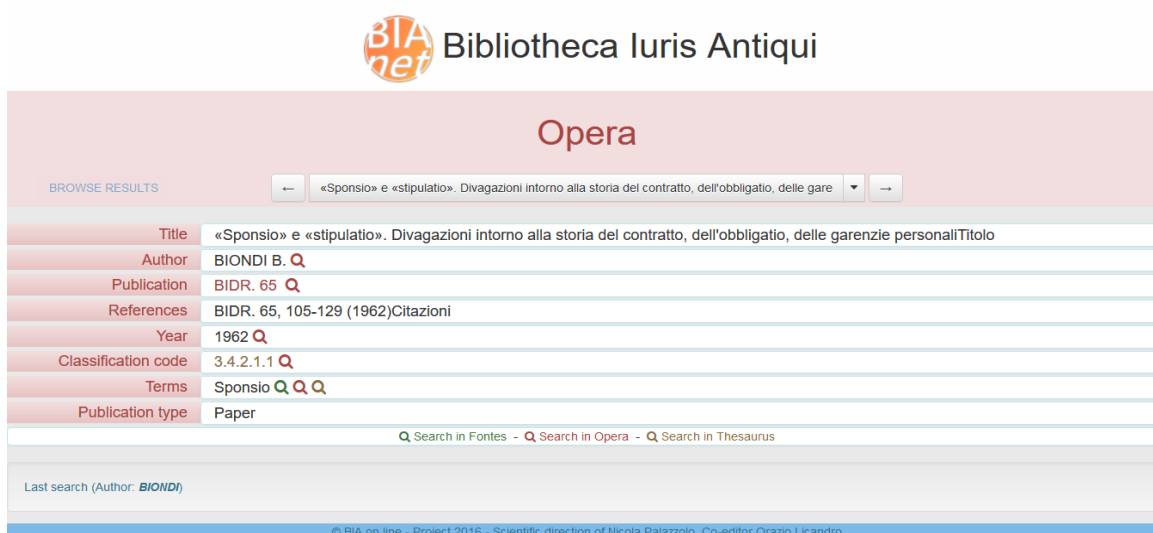 BIA net Bibliotheca Iuris Antiqui
Opera
BROWSE RESULTS ← «Sponsio» e «stipulatio». Divagazioni intorno alla storia del contratto, dell'obbligatio, delle gare →
Title «Sponsio» e «stipulatio». Divagazioni intorno alla storia del contratto, dell'obbligatio, delle garenzie personaliTitolo
Author BIONDI B.
Publication BIDR. 65
References BIDR. 65, 105-129 (1962)Citazioni
Year 1962
Classification code 3.4.2.1.1
Terms Sponsio
Publication type Paper
Search in Fontes - Search in Opera - Search in Thesaurus
Last search (Author: BIONDI)
© BIA on line - Project 2016 - Scientific direction of Nicola Palazzolo, Co-editor Orazio Licandro